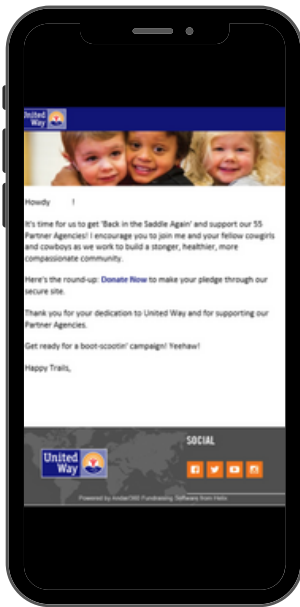 United
Way
Howdy !
It's time for us to get 'Back in the Saddle Again' and support our 55
Partner Agencies! I encourage you to join me and your fellow cowgirls
and cowboys as we work to build a stonger, healthier, more
compassionate community.
Here's the round-up: Donate Now to make your pledge through our
secure site.
Thank you for your dedication to United Way and for supporting our
Partner Agencies.
Get ready for a boot-scootin' campaign! Yeehaw!
Happy Trails,
United
Way
SOCIAL
Powered by Andar/360 Fundraising Software from Helix